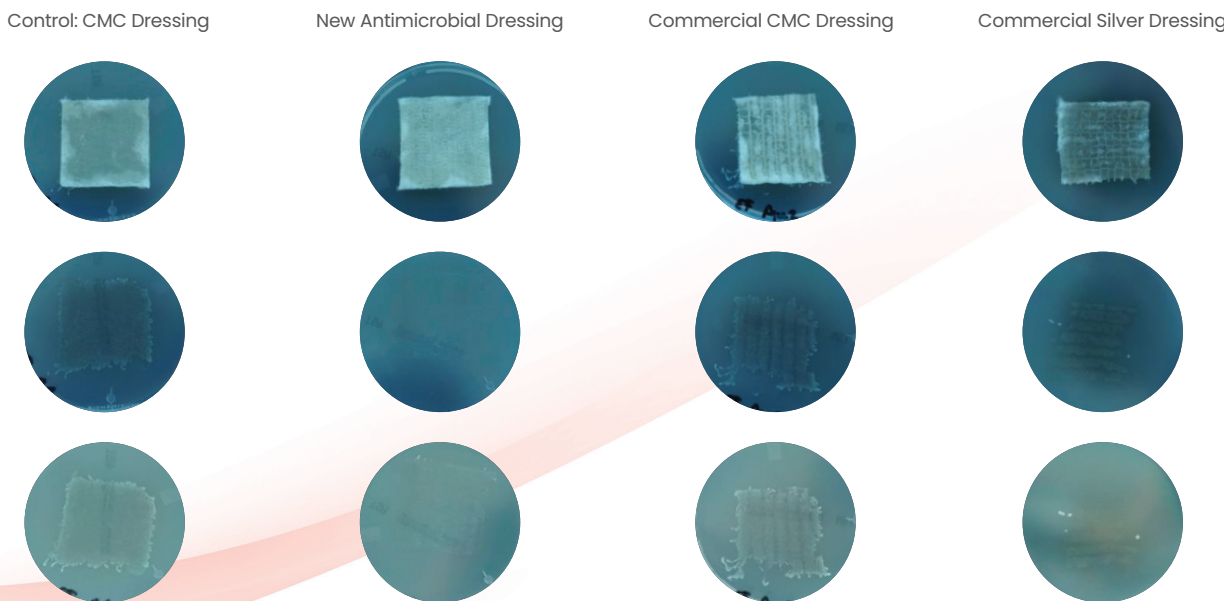 Control: CMC Dressing
New Antimicrobial Dressing
Commercial CMC Dressing
Commercial Silver Dressing